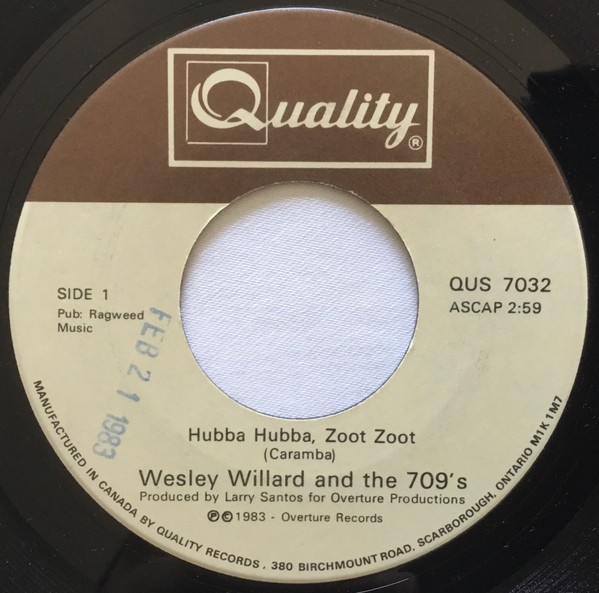 Quality®
SIDE 1
Pub: Ragweed
Music
QUS 7032
ASCAP 2:59
FEB 21 1983
Hubba Hubba, Zoot Zoot
(Caramba)
Wesley Willard and the 709's
Produced by Larry Santos for Overture Productions
℗©1983 - Overture Records
MANUFACTURED IN CANADA BY QUALITY RECORDS, 380 BIRCHMOUNT ROAD, SCARBOROUGH, ONTARIO M1K 1M7